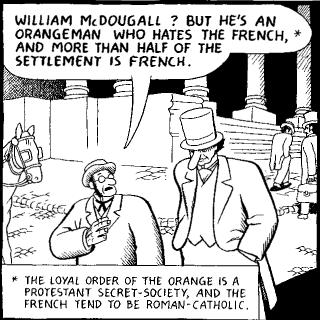 WILLIAM McDOUGALL ? BUT HE'S AN
ORANGEMAN WHO HATES THE FRENCH,*
AND MORE THAN HALF OF THE
SETTLEMENT IS FRENCH.
* THE LOYAL ORDER OF THE ORANGE IS A
PROTESTANT SECRET-SOCIETY, AND THE
FRENCH TEND TO BE ROMAN-CATHOLIC.